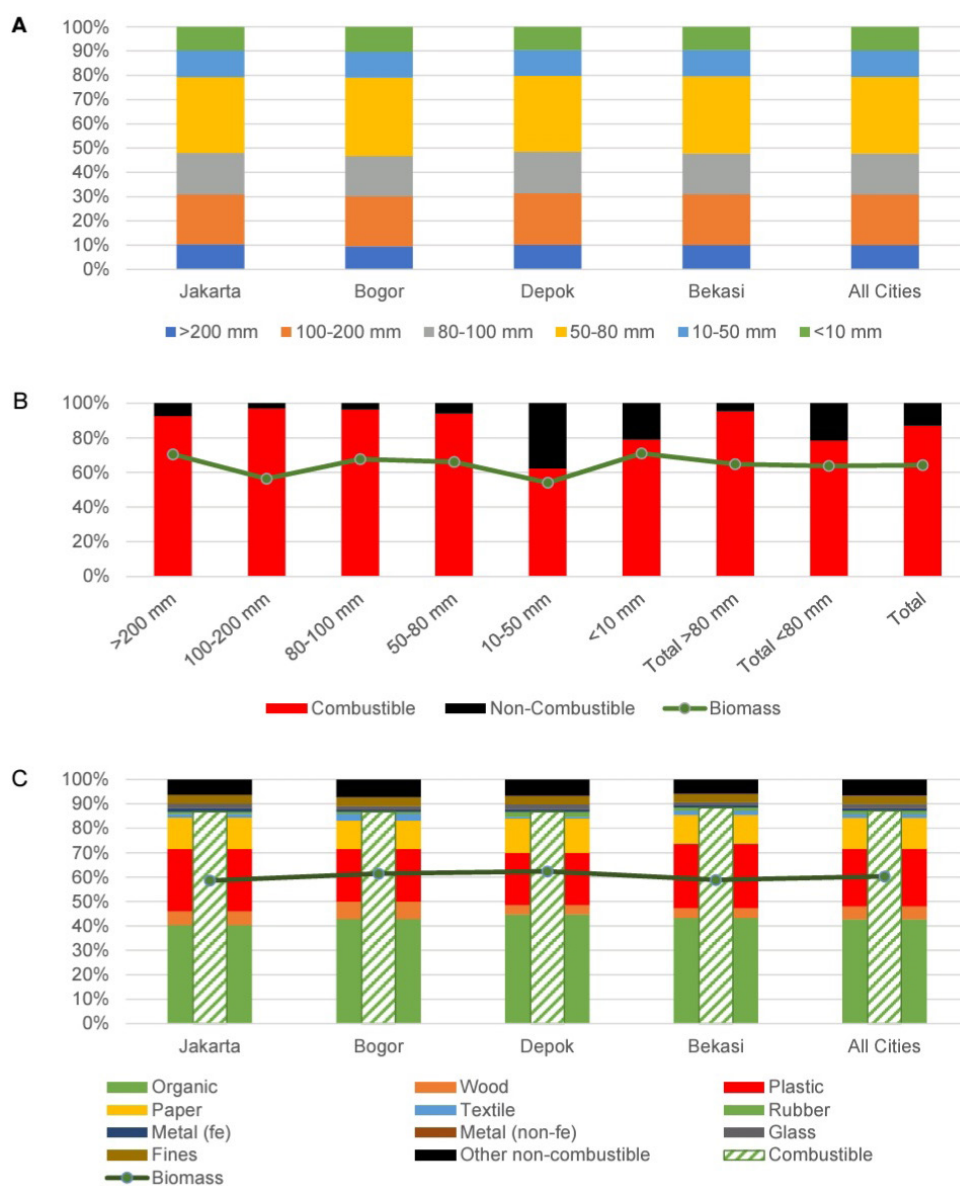 A
100%
90%
80%
70%
60%
50%
40%
30%
20%
10%
0%
Jakarta Bogor Depok Bekasi All Cities
>200 mm 100-200 mm 80-100 mm 50-80 mm 10-50 mm <10 mm
B
100%
80%
60%
40%
20%
0%
>200 mm 100-200 mm 80-100 mm 50-80 mm 10-50 mm <10 mm Total >80 mm Total <80 mm Total
Combustible Non-Combustible Biomass
C
100%
90%
80%
70%
60%
50%
40%
30%
20%
10%
0%
Jakarta Bogor Depok Bekasi All Cities
Organic Wood Plastic
Paper Textile Rubber
Metal (fe) Metal (non-fe) Glass
Fines Other non-combustible Combustible
Biomass